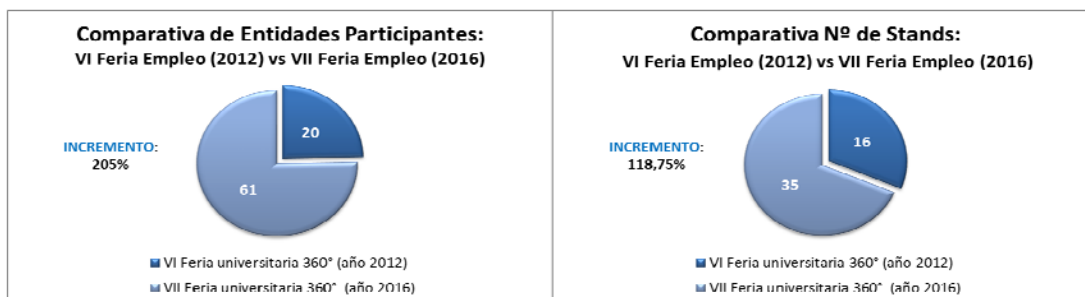 Comparativa de Entidades Participantes:
VI Feria Empleo (2012) vs VII Feria Empleo (2016)
INCREMENTO:
205%
20
61
VI Feria universitaria 360° (año 2012)
VII Feria universitaria 360° (año 2016)
Comparativa Nº de Stands:
VI Feria Empleo (2012) vs VII Feria Empleo (2016)
INCREMENTO:
118,75%
16
35
VI Feria universitaria 360° (año 2012)
VII Feria universitaria 360° (año 2016)